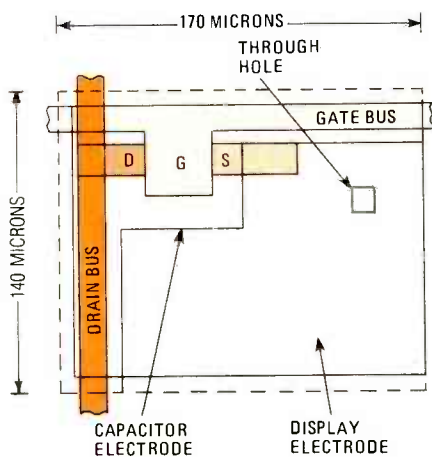 170 MICRONS
THROUGH
HOLE
GATE BUS
D
G
S
140 MICRONS
DRAIN BUS
CAPACITOR
ELECTRODE
DISPLAY
ELECTRODE